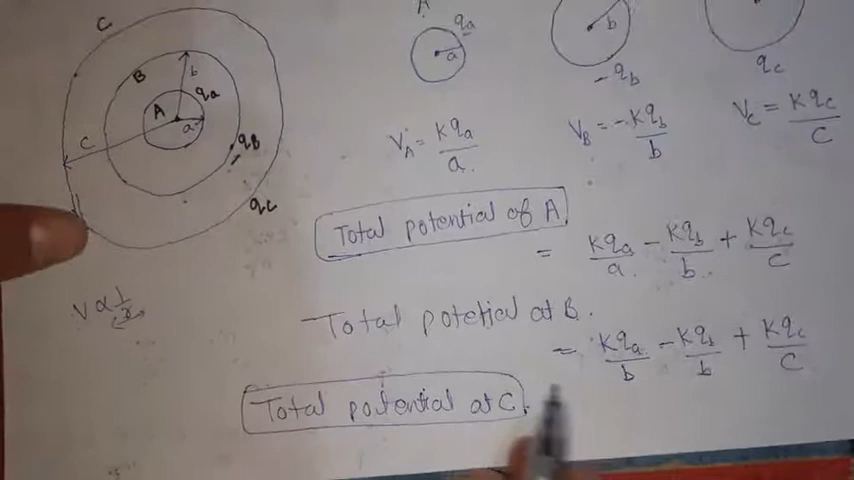 C
B
b
qa
A
a
C
qB
-
qc
A
qa
a
b
- qb
qc
VA = Kqa/a
VB = - Kqb/b
VC = Kqc/c
Total potential of A
= Kqa/a - Kqb/b + Kqc/c
V ∝ 1/r
Total potetial at B.
= Kqa/b - Kqb/b + Kqc/c
Total potential at C.